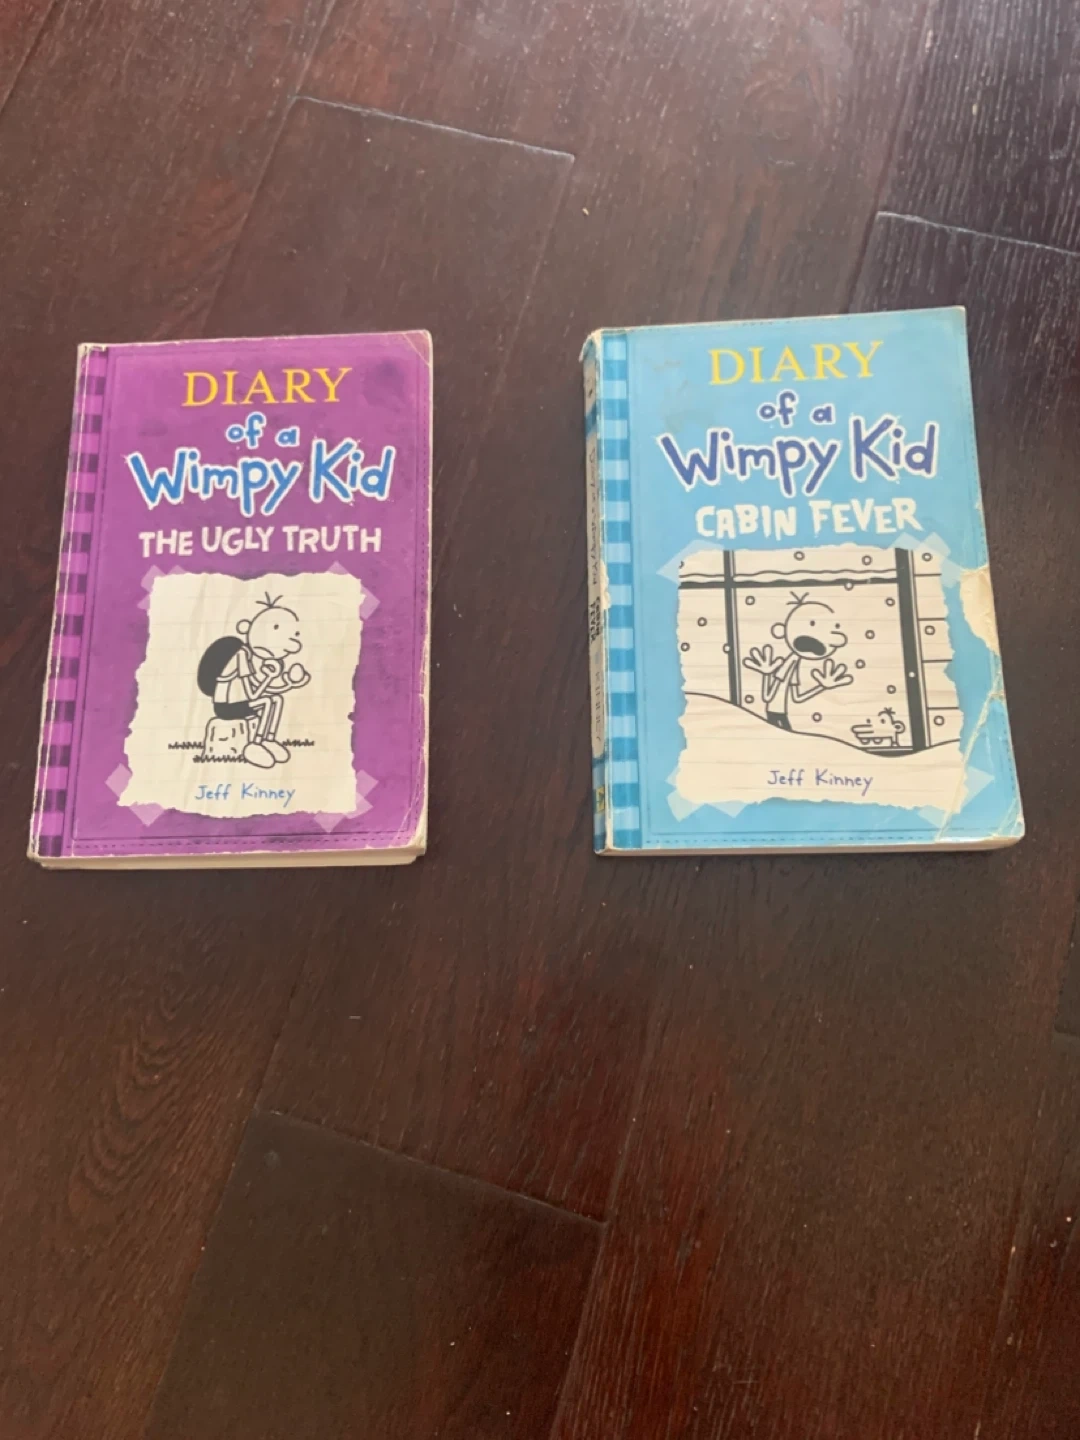 DIARY
of a
Wimpy Kid
THE UGLY TRUTH
Jeff Kinney
DIARY
of a
Wimpy Kid
CABIN FEVER
Jeff Kinney